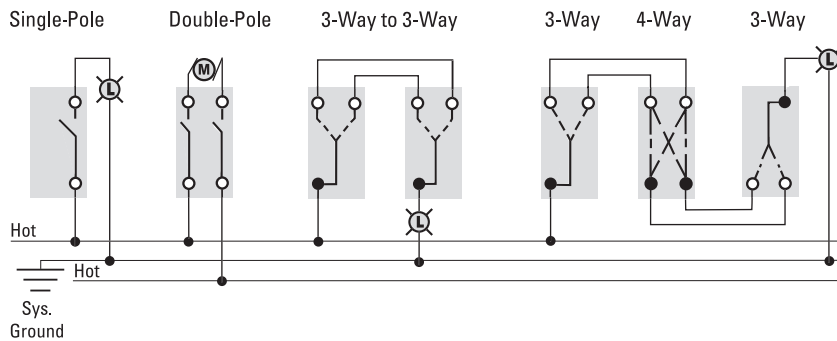 Single-Pole
Double-Pole
3-Way to 3-Way
3-Way
4-Way
3-Way
L
M
L
L
Hot
Hot
Sys.
Ground